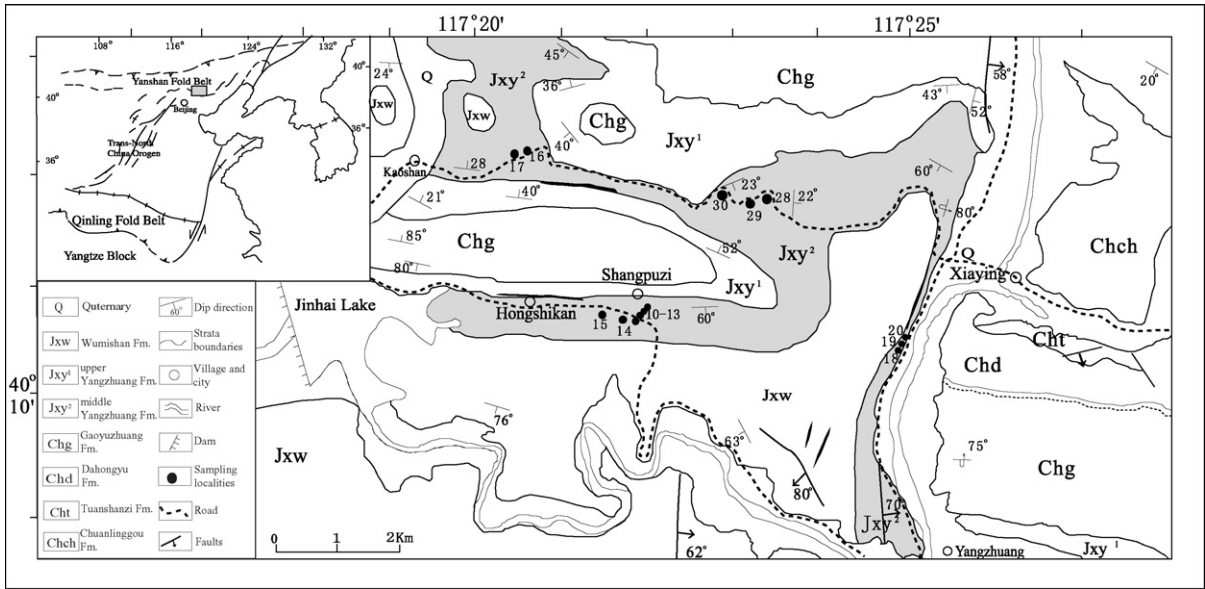 117° 20'
117° 25'
108°
116°
124°
132°
40°
36°
40°
36°
Yanshan Fold Belt
Beijing
Trans-North
China Orogen
Qinling Fold Belt
Yangtze Block
24°
Q
Jxy²
45°
36°
Jxw
Jxw
Chg
40°
Chg
Jxy¹
43°
52°
58°
20°
17
16
28
Kaoshan
21°
40°
23°
30
29
28
22°
60°
80°
85°
Chg
80°
52°
Jxy²
Jxy¹
Shangpuzi
Q
Xiaying
Chch
Jinhai Lake
Hongshikan
15
14
10-13
60°
20
19
18
Cht
Chd
40°
10'
Jxw
76°
63°
75°
Chg
Jxw
80°
70°
Jxy²
62°
Yangzhuang
Jxy¹
0 1 2Km
Q Quternary
60° Dip direction
Jxw Wumishan Fm.
Strata
boundaries
Jxy¹ upper
Yangzhuang Fm.
Village and
city
Jxy² middle
Yangzhuang Fm.
River
Chg Gaoyuzhuang
Fm.
Dam
Chd Dahongyu
Fm.
Sampling
localities
Cht Tuanshanzi Fm.
Road
Chch Chuanlinggou
Fm.
Faults